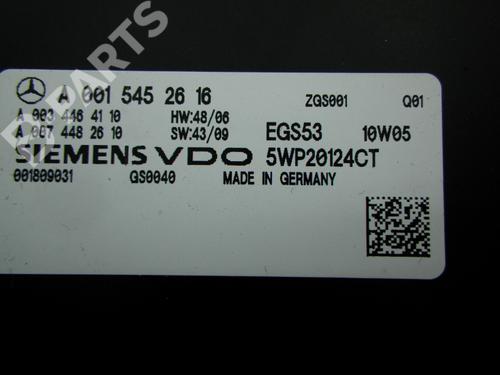 B-PARTS
A 001 545 26 16
ZGS001 Q01
A 003 446 41 10 HW:48/06
A 007 448 26 10 SW:43/09 EGS53 10W05
SIEMENS VDO 5WP20124CT
001809031 GS0040 MADE IN GERMANY